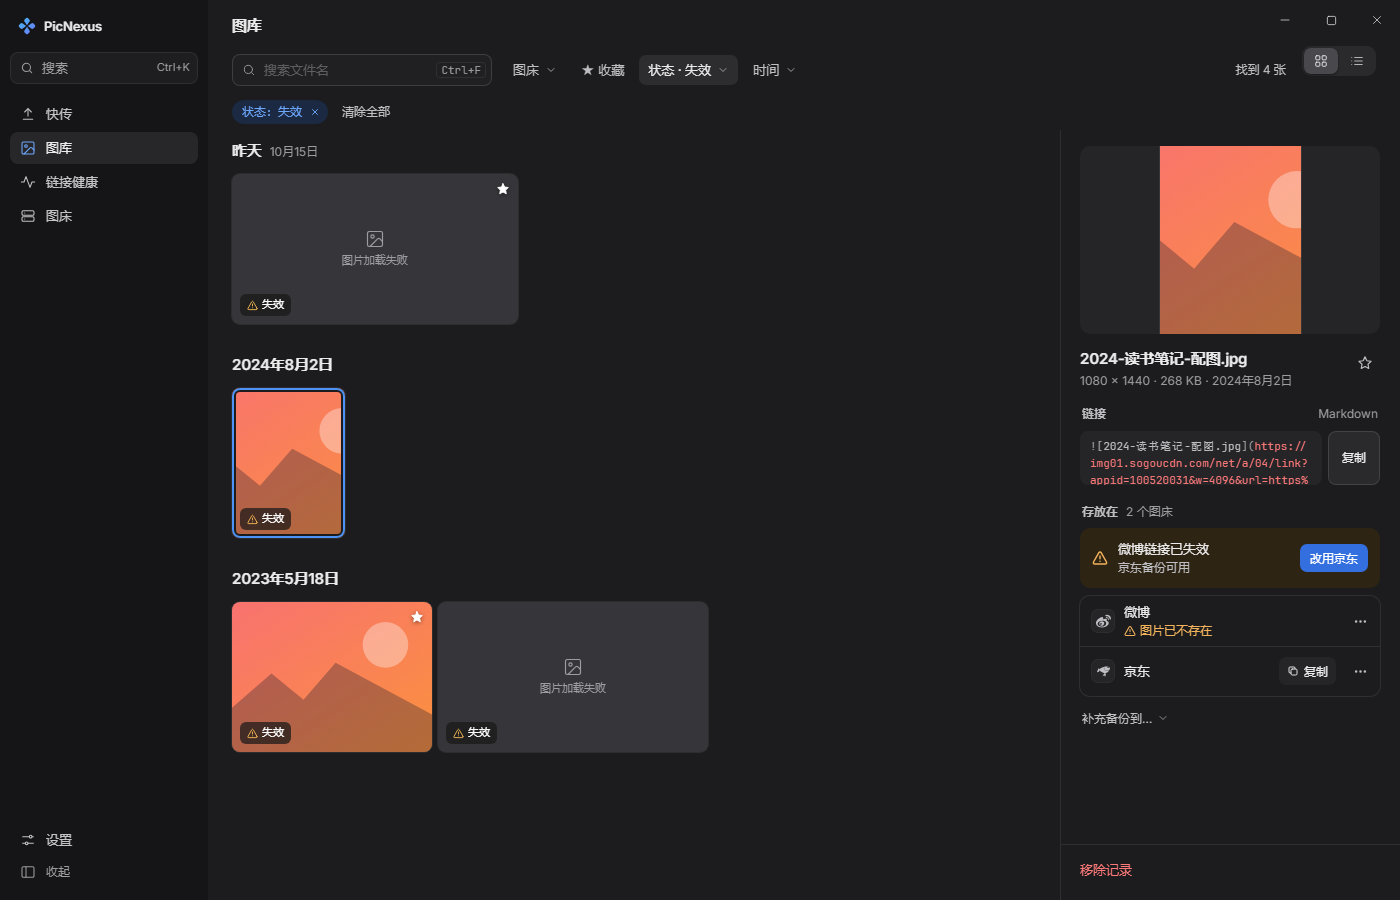 PicNexus
搜索 Ctrl+K
快传
图库
链接健康
图床
设置
收起
图库
搜索文件名 Ctrl+F
图床
★ 收藏
状态 · 失效
时间
找到 4 张
状态: 失效 ×
清除全部
昨天 10月15日
图片加载失败
失效
2024年8月2日
失效
2023年5月18日
失效
图片加载失败
失效
2024-读书笔记-配图.jpg
1080 × 1440 · 268 KB · 2024年8月2日
链接 Markdown
![2024-读书笔记-配图.jpg](https://
img01.sogoucdn.com/net/a/04/link?
appid=100520031&w=4096&url=https%
复制
存放在 2 个图床
微博链接已失效
京东备份可用
改用京东
微博
图片已不存在
京东
复制
补充备份到...
移除记录